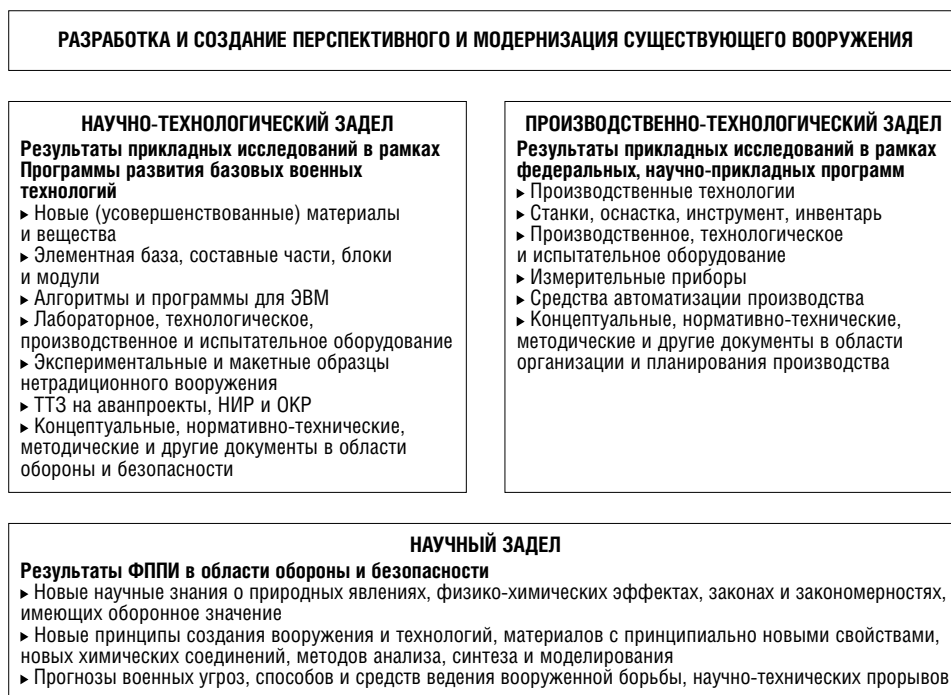 РАЗРАБОТКА И СОЗДАНИЕ ПЕРСПЕКТИВНОГО И МОДЕРНИЗАЦИЯ СУЩЕСТВУЮЩЕГО ВООРУЖЕНИЯ
НАУЧНО-ТЕХНОЛОГИЧЕСКИЙ ЗАДЕЛ
Результаты прикладных исследований в рамках
Программы развития базовых военных
технологий
▸ Новые (усовершенствованные) материалы
и вещества
▸ Элементная база, составные части, блоки
и модули
▸ Алгоритмы и программы для ЭВМ
▸ Лабораторное, технологическое,
производственное и испытательное оборудование
▸ Экспериментальные и макетные образцы
нетрадиционного вооружения
▸ ТТЗ на аванпроекты, НИР и ОКР
▸ Концептуальные, нормативно-технические,
методические и другие документы в области
обороны и безопасности
ПРОИЗВОДСТВЕННО-ТЕХНОЛОГИЧЕСКИЙ ЗАДЕЛ
Результаты прикладных исследований в рамках
федеральных, научно-прикладных программ
▸ Производственные технологии
▸ Станки, оснастка, инструмент, инвентарь
▸ Производственное, технологическое
и испытательное оборудование
▸ Измерительные приборы
▸ Средства автоматизации производства
▸ Концептуальные, нормативно-технические,
методические и другие документы в области
организации и планирования производства
НАУЧНЫЙ ЗАДЕЛ
Результаты ФППИ в области обороны и безопасности
▸ Новые научные знания о природных явлениях, физико-химических эффектах, законах и закономерностях,
имеющих оборонное значение
▸ Новые принципы создания вооружения и технологий, материалов с принципиально новыми свойствами,
новых химических соединений, методов анализа, синтеза и моделирования
▸ Прогнозы военных угроз, способов и средств ведения вооруженной борьбы, научно-технических прорывов